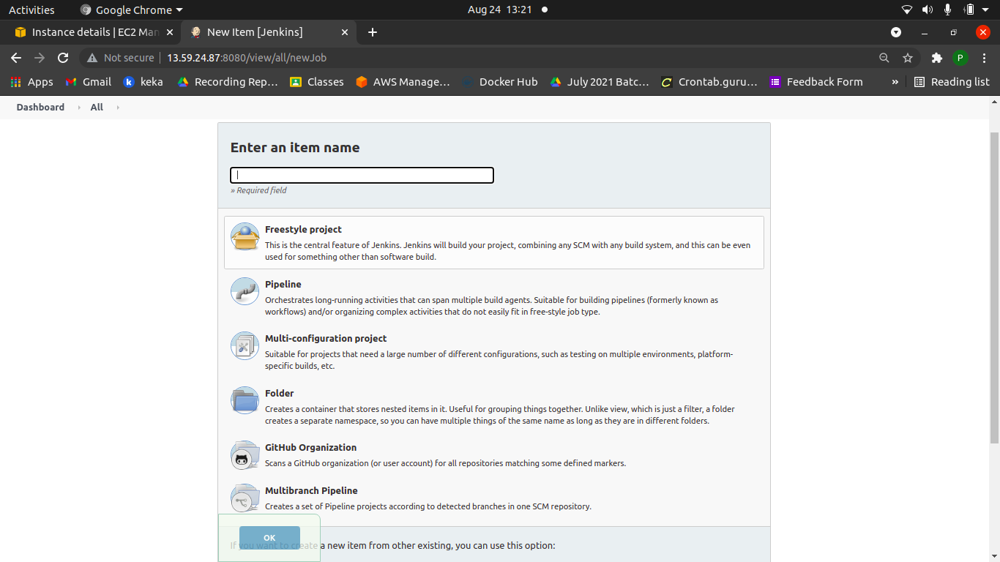 Activities Google Chrome Aug 24 13:21
Instance details | EC2 Man New Item [Jenkins]
Not secure 13.59.24.87:8080/view/all/newJob P
Apps Gmail keka Recording Rep… Classes AWS Manage… Docker Hub July 2021 Batc… Crontab.guru… Feedback Form » Reading list
Dashboard All
Enter an item name
» Required field
Freestyle project
This is the central feature of Jenkins. Jenkins will build your project, combining any SCM with any build system, and this can be even
used for something other than software build.
Pipeline
Orchestrates long-running activities that can span multiple build agents. Suitable for building pipelines (formerly known as
workflows) and/or organizing complex activities that do not easily fit in free-style job type.
Multi-configuration project
Suitable for projects that need a large number of different configurations, such as testing on multiple environments, platform-
specific builds, etc.
Folder
Creates a container that stores nested items in it. Useful for grouping things together. Unlike view, which is just a filter, a folder
creates a separate namespace, so you can have multiple things of the same name as long as they are in different folders.
GitHub Organization
Scans a GitHub organization (or user account) for all repositories matching some defined markers.
Multibranch Pipeline
Creates a set of Pipeline projects according to detected branches in one SCM repository.
OK
If you want to create a new item from other existing, you can use this option: